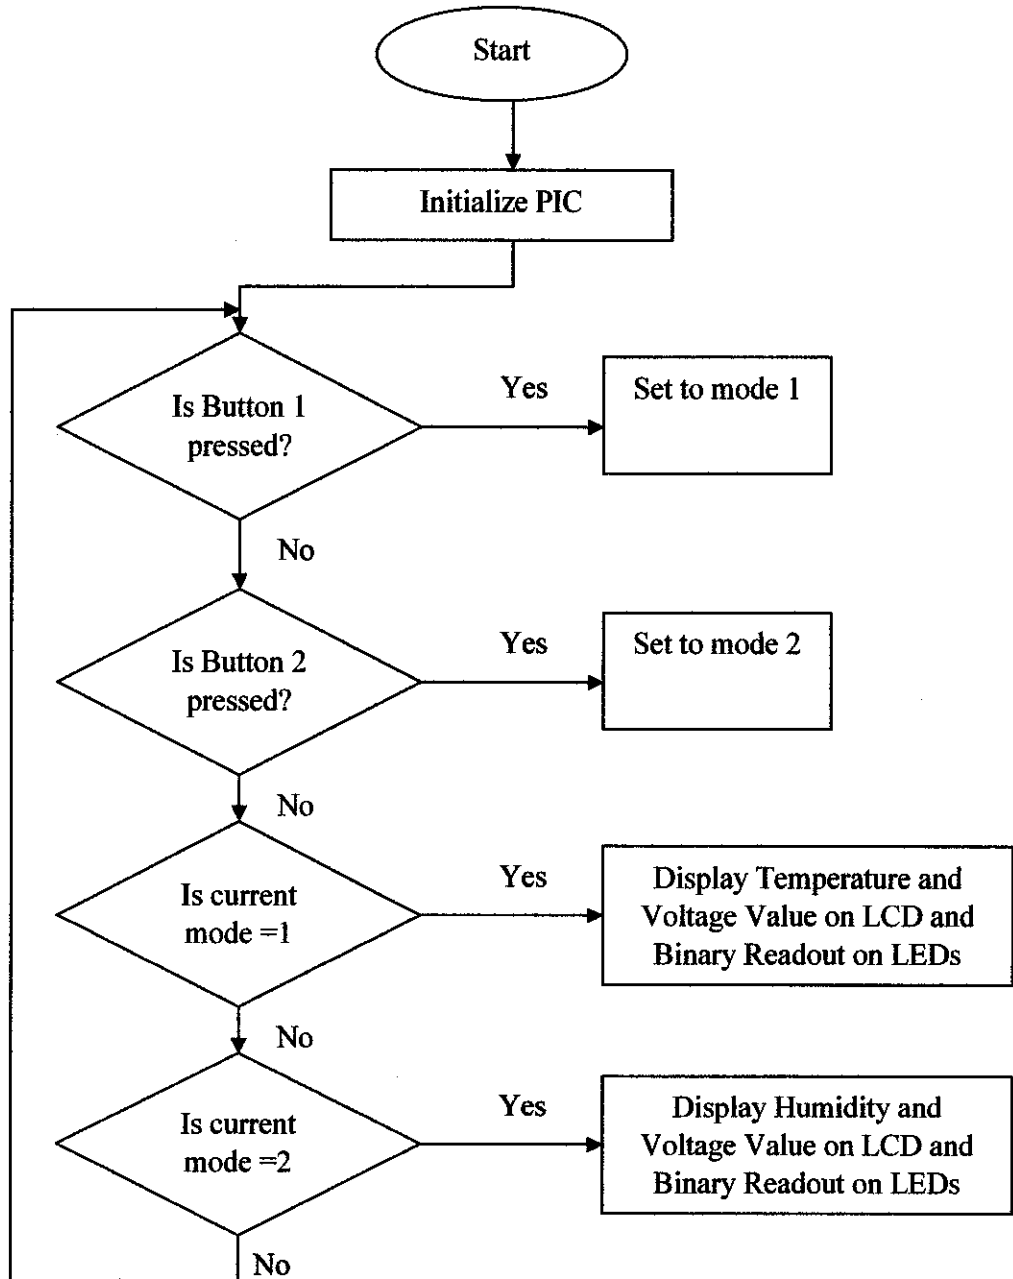 Start
Initialize PIC
Is Button 1
pressed?
Yes
Set to mode 1
No
Is Button 2
pressed?
Yes
Set to mode 2
No
Is current
mode =1
Yes
Display Temperature and
Voltage Value on LCD and
Binary Readout on LEDs
No
Is current
mode =2
Yes
Display Humidity and
Voltage Value on LCD and
Binary Readout on LEDs
No